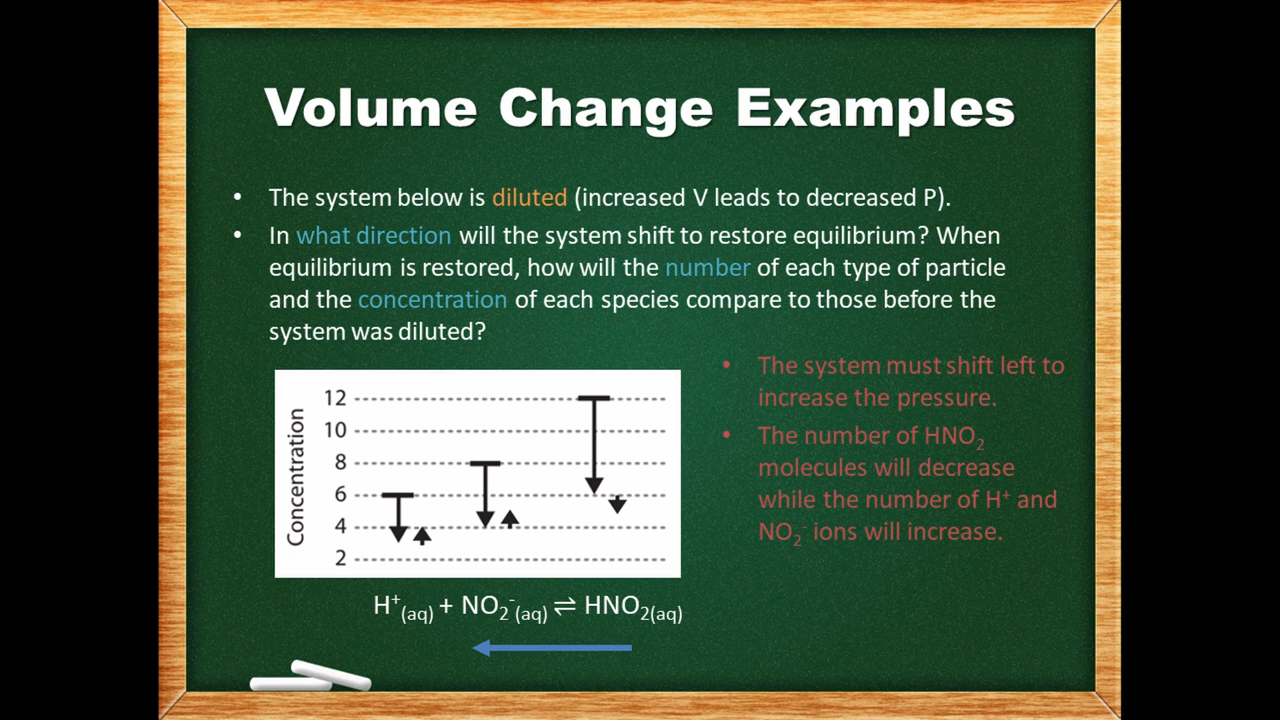 Volume Change Examples
• The system below is diluted (increased V leads to decreased P).
• In what direction will the system shift to restore equilibrium? When
equilibrium is restored, how will the number of each type of particle
and the concentration of each species compare to those before the
system was diluted?
• The system must shift left to
increase the pressure.
• The number of HNO₂
molecules will decrease
while the number of H⁺ and
NO₂⁻ ions will increase.
Concentration
12
10
8
6
4
2
H⁺(aq) + NO₂⁻(aq) ⇌ HNO₂(aq)